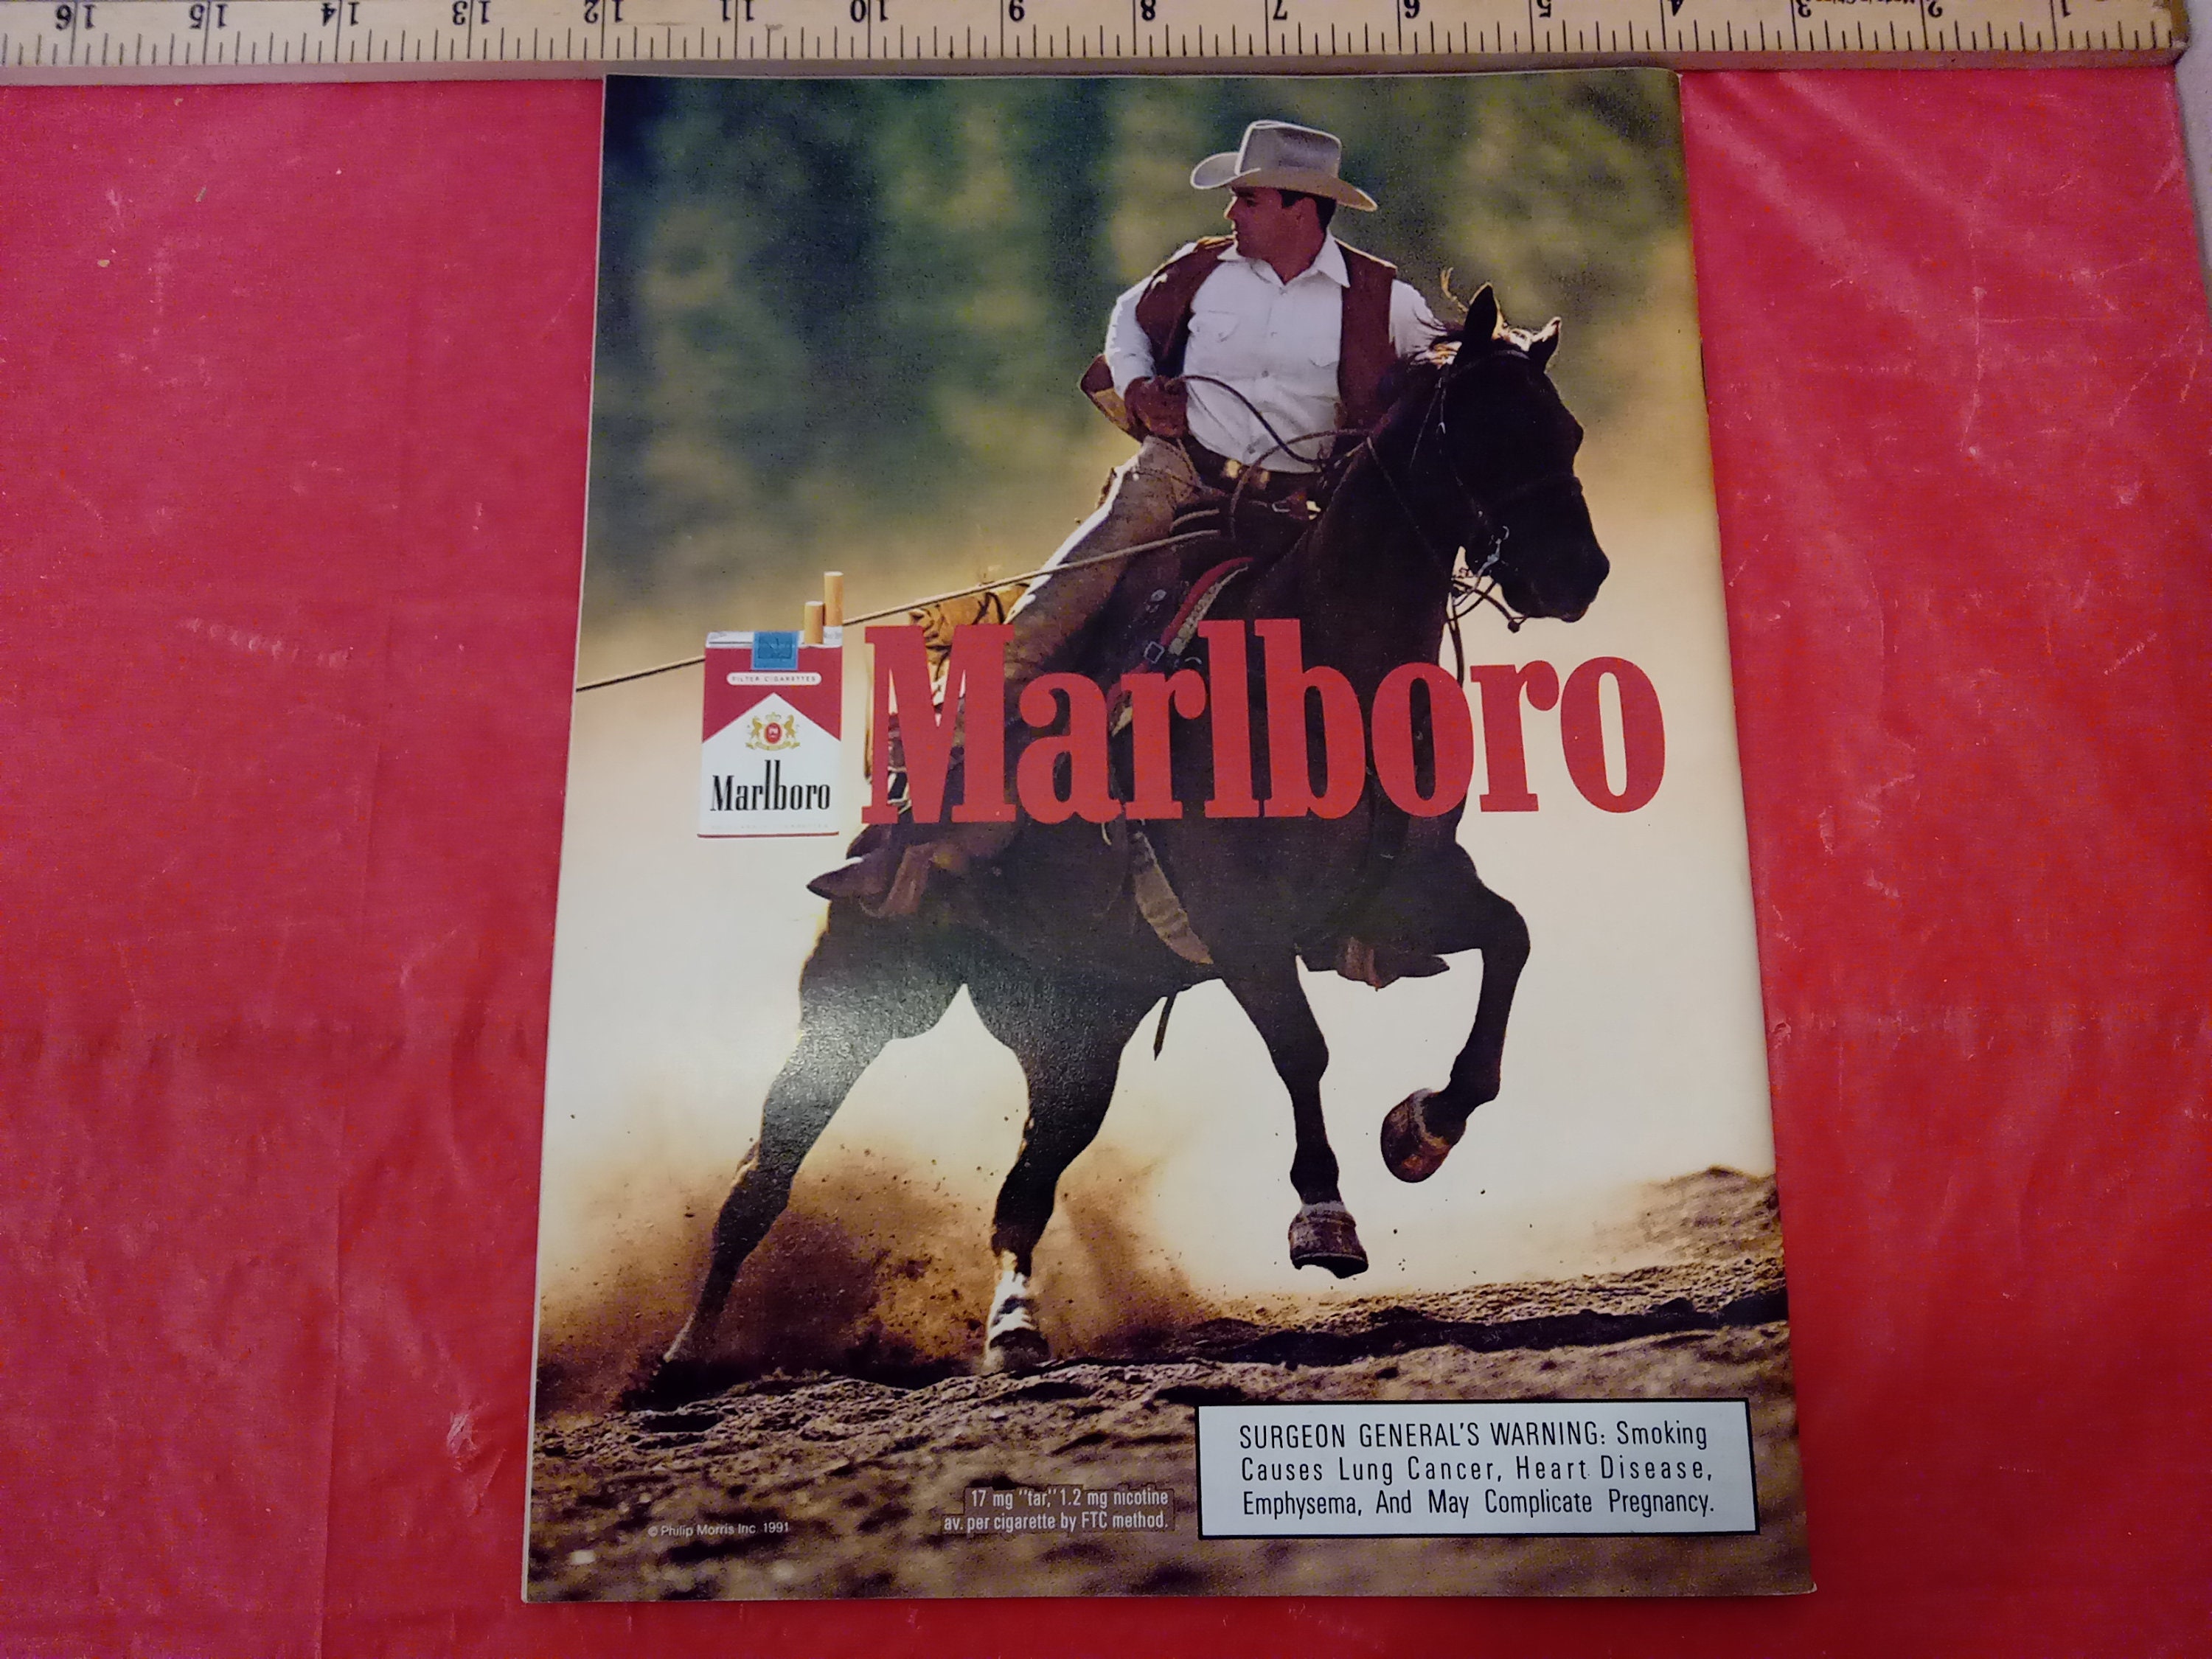 16 15 14 13 12 11 10 9 8 7 6 5 4 3 2 1
FILTER CIGARETTES
Marlboro
Marlboro
SURGEON GENERAL'S WARNING: Smoking
Causes Lung Cancer, Heart Disease,
Emphysema, And May Complicate Pregnancy.
17 mg "tar," 1.2 mg nicotine
av. per cigarette by FTC method.
© Philip Morris Inc. 1991